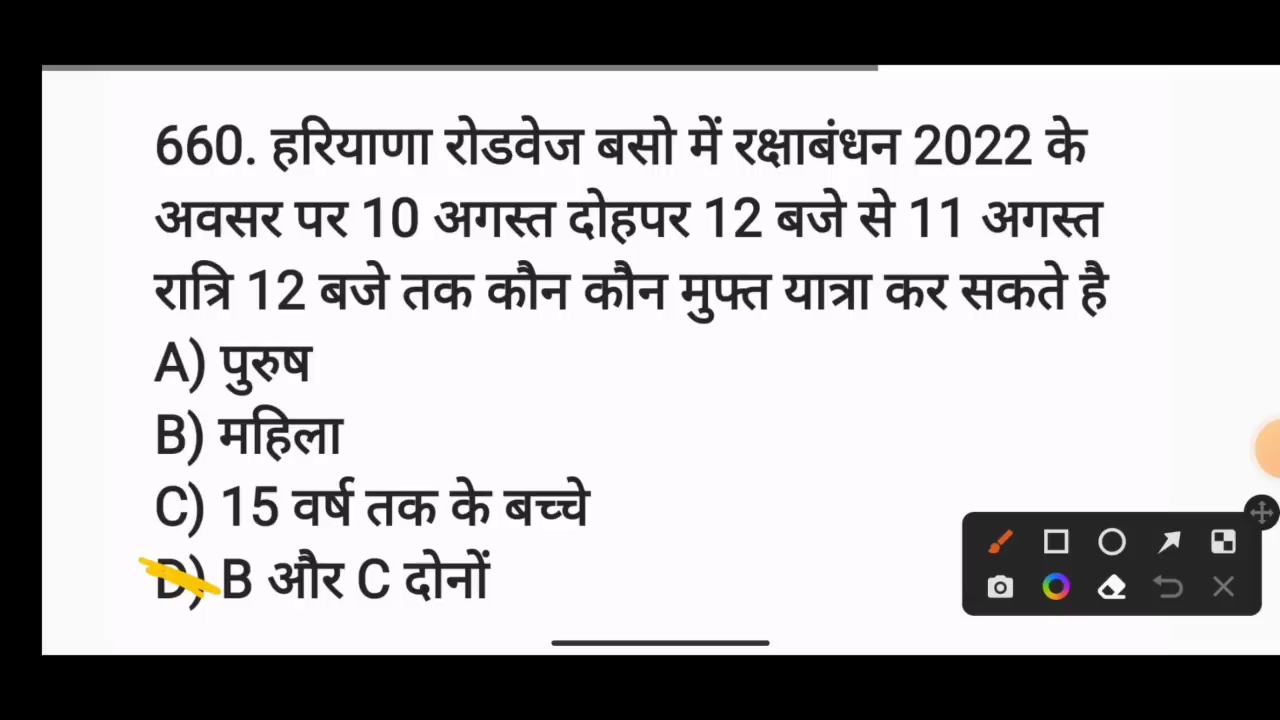 660. हरियाणा रोडवेज बसो में रक्षाबंधन 2022 के
अवसर पर 10 अगस्त दोहपर 12 बजे से 11 अगस्त
रात्रि 12 बजे तक कौन कौन मुफ्त यात्रा कर सकते है
A) पुरुष
B) महिला
C) 15 वर्ष तक के बच्चे
D) B और C दोनों